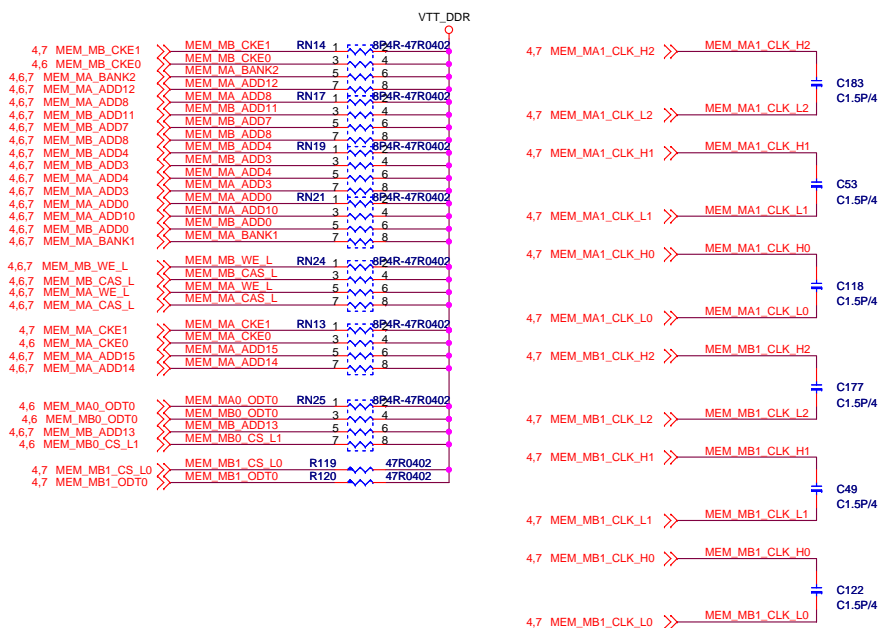 VTT_DDR
4,7 MEM_MB_CKE1 MEM_MB_CKE1 RN14 1 2 8P4R-47R0402
4,6 MEM_MB_CKE0 MEM_MB_CKE0 3 4
4,6,7 MEM_MA_BANK2 MEM_MA_BANK2 5 6
4,6,7 MEM_MA_ADD12 MEM_MA_ADD12 7 8
4,6,7 MEM_MA_ADD8 MEM_MA_ADD8 RN17 1 2 8P4R-47R0402
4,6,7 MEM_MB_ADD11 MEM_MB_ADD11 3 4
4,6,7 MEM_MB_ADD7 MEM_MB_ADD7 5 6
4,6,7 MEM_MB_ADD8 MEM_MB_ADD8 7 8
4,6,7 MEM_MB_ADD4 MEM_MB_ADD4 RN19 1 2 8P4R-47R0402
4,6,7 MEM_MB_ADD3 MEM_MB_ADD3 3 4
4,6,7 MEM_MA_ADD4 MEM_MA_ADD4 5 6
4,6,7 MEM_MA_ADD3 MEM_MA_ADD3 7 8
4,6,7 MEM_MA_ADD0 MEM_MA_ADD0 RN21 1 2 8P4R-47R0402
4,6,7 MEM_MA_ADD10 MEM_MA_ADD10 3 4
4,6,7 MEM_MB_ADD0 MEM_MB_ADD0 5 6
4,6,7 MEM_MA_BANK1 MEM_MA_BANK1 7 8
4,6,7 MEM_MB_WE_L MEM_MB_WE_L RN24 1 2 8P4R-47R0402
4,6,7 MEM_MB_CAS_L MEM_MB_CAS_L 3 4
4,6,7 MEM_MA_WE_L MEM_MA_WE_L 5 6
4,6,7 MEM_MA_CAS_L MEM_MA_CAS_L 7 8
4,7 MEM_MA_CKE1 MEM_MA_CKE1 RN13 1 2 8P4R-47R0402
4,6 MEM_MA_CKE0 MEM_MA_CKE0 3 4
4,6,7 MEM_MA_ADD15 MEM_MA_ADD15 5 6
4,6,7 MEM_MA_ADD14 MEM_MA_ADD14 7 8
4,6 MEM_MA0_ODT0 MEM_MA0_ODT0 RN25 1 2 8P4R-47R0402
4,6 MEM_MB0_ODT0 MEM_MB0_ODT0 3 4
4,6,7 MEM_MB_ADD13 MEM_MB_ADD13 5 6
4,6 MEM_MB0_CS_L1 MEM_MB0_CS_L1 7 8
4,7 MEM_MB1_CS_L0 MEM_MB1_CS_L0 R119 47R0402
4,7 MEM_MB1_ODT0 MEM_MB1_ODT0 R120 47R0402
4,7 MEM_MA1_CLK_H2 MEM_MA1_CLK_H2
C183
C1.5P/4
4,7 MEM_MA1_CLK_L2 MEM_MA1_CLK_L2
4,7 MEM_MA1_CLK_H1 MEM_MA1_CLK_H1
C53
C1.5P/4
4,7 MEM_MA1_CLK_L1 MEM_MA1_CLK_L1
4,7 MEM_MA1_CLK_H0 MEM_MA1_CLK_H0
C118
C1.5P/4
4,7 MEM_MA1_CLK_L0 MEM_MA1_CLK_L0
4,7 MEM_MB1_CLK_H2 MEM_MB1_CLK_H2
C177
C1.5P/4
4,7 MEM_MB1_CLK_L2 MEM_MB1_CLK_L2
4,7 MEM_MB1_CLK_H1 MEM_MB1_CLK_H1
C49
C1.5P/4
4,7 MEM_MB1_CLK_L1 MEM_MB1_CLK_L1
4,7 MEM_MB1_CLK_H0 MEM_MB1_CLK_H0
C122
C1.5P/4
4,7 MEM_MB1_CLK_L0 MEM_MB1_CLK_L0